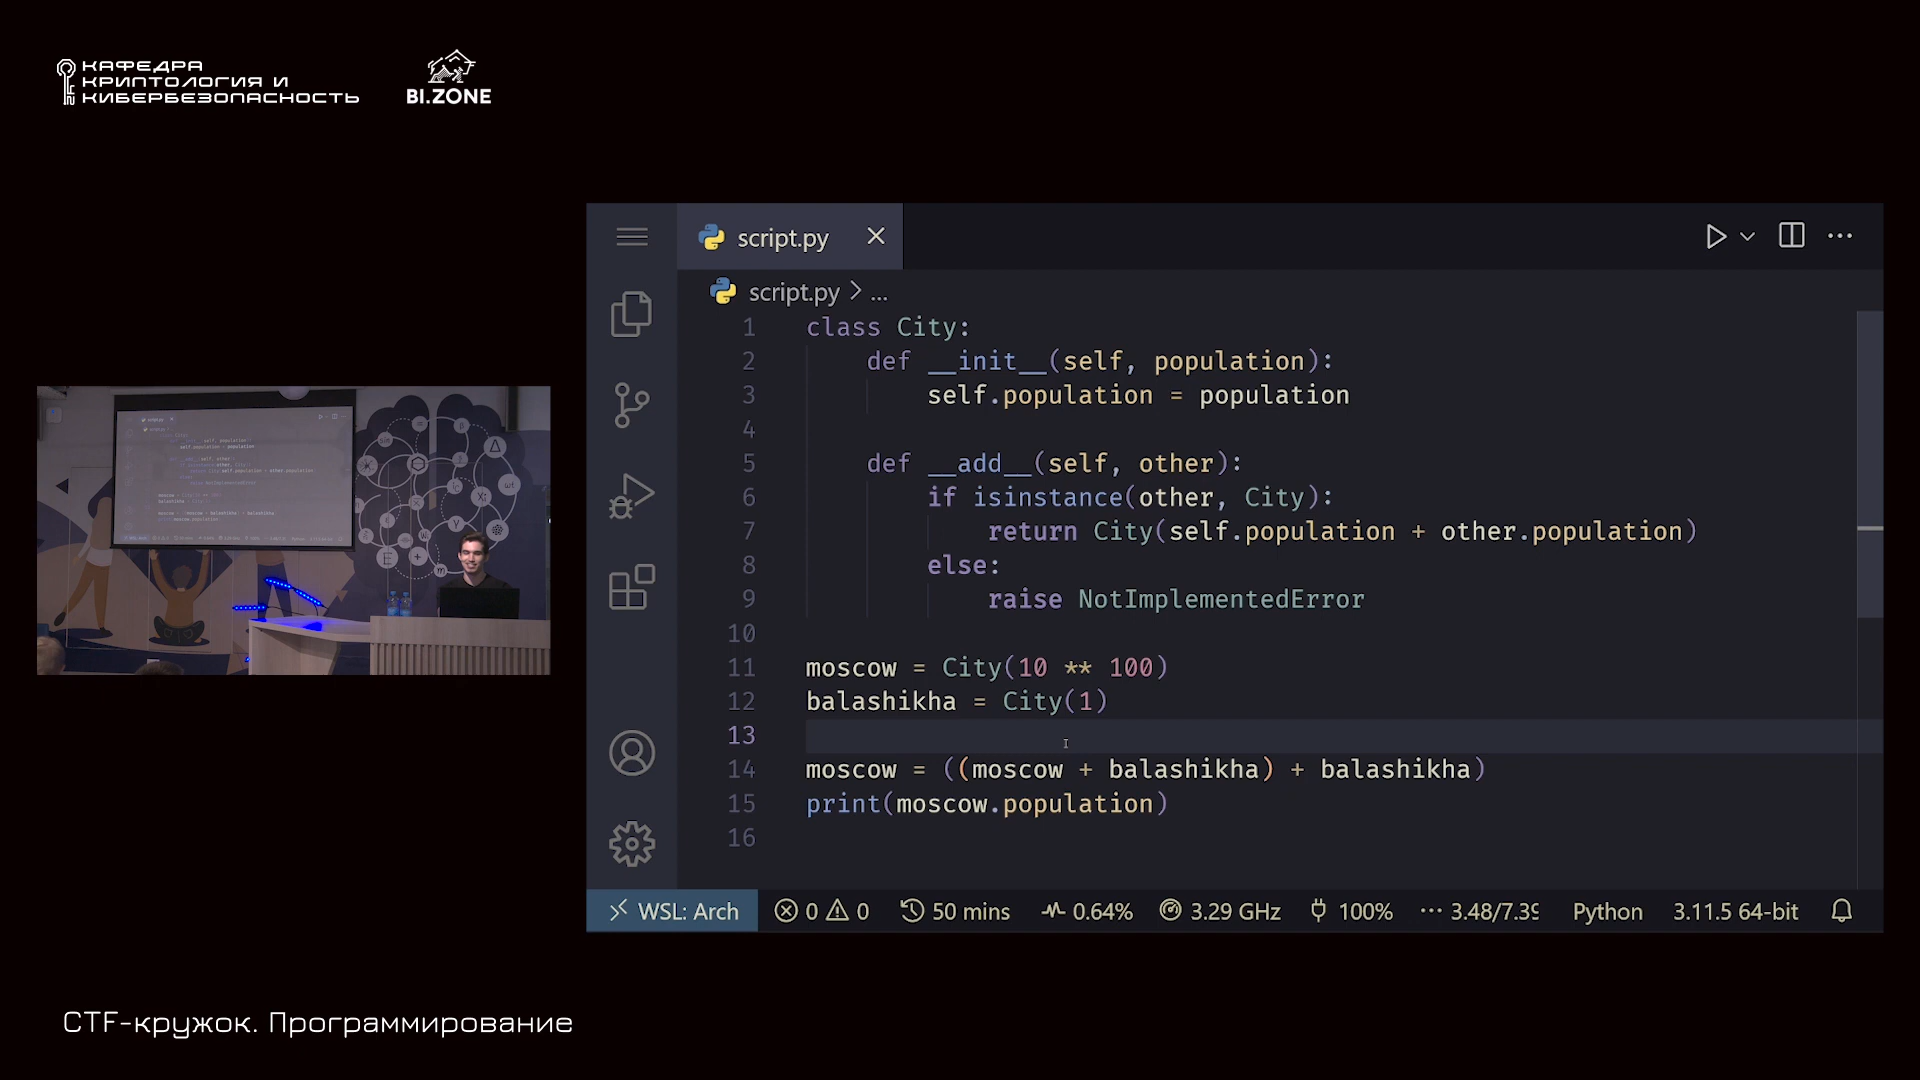 КАФЕДРА
КРИПТОЛОГИЯ И
КИБЕРБЕЗОПАСНОСТЬ
BI.ZONE
script.py
script.py > ...
1 class City:
2 def __init__(self, population):
3 self.population = population
4
5 def __add__(self, other):
6 if isinstance(other, City):
7 return City(self.population + other.population)
8 else:
9 raise NotImplementedError
10
11 moscow = City(10 ** 100)
12 balashikha = City(1)
13
14 moscow = ((moscow + balashikha) + balashikha)
15 print(moscow.population)
16
WSL: Arch 0 0 50 mins 0.64% 3.29 GHz 100% 3.48/7.39 Python 3.11.5 64-bit
CTF-кружок. Программирование